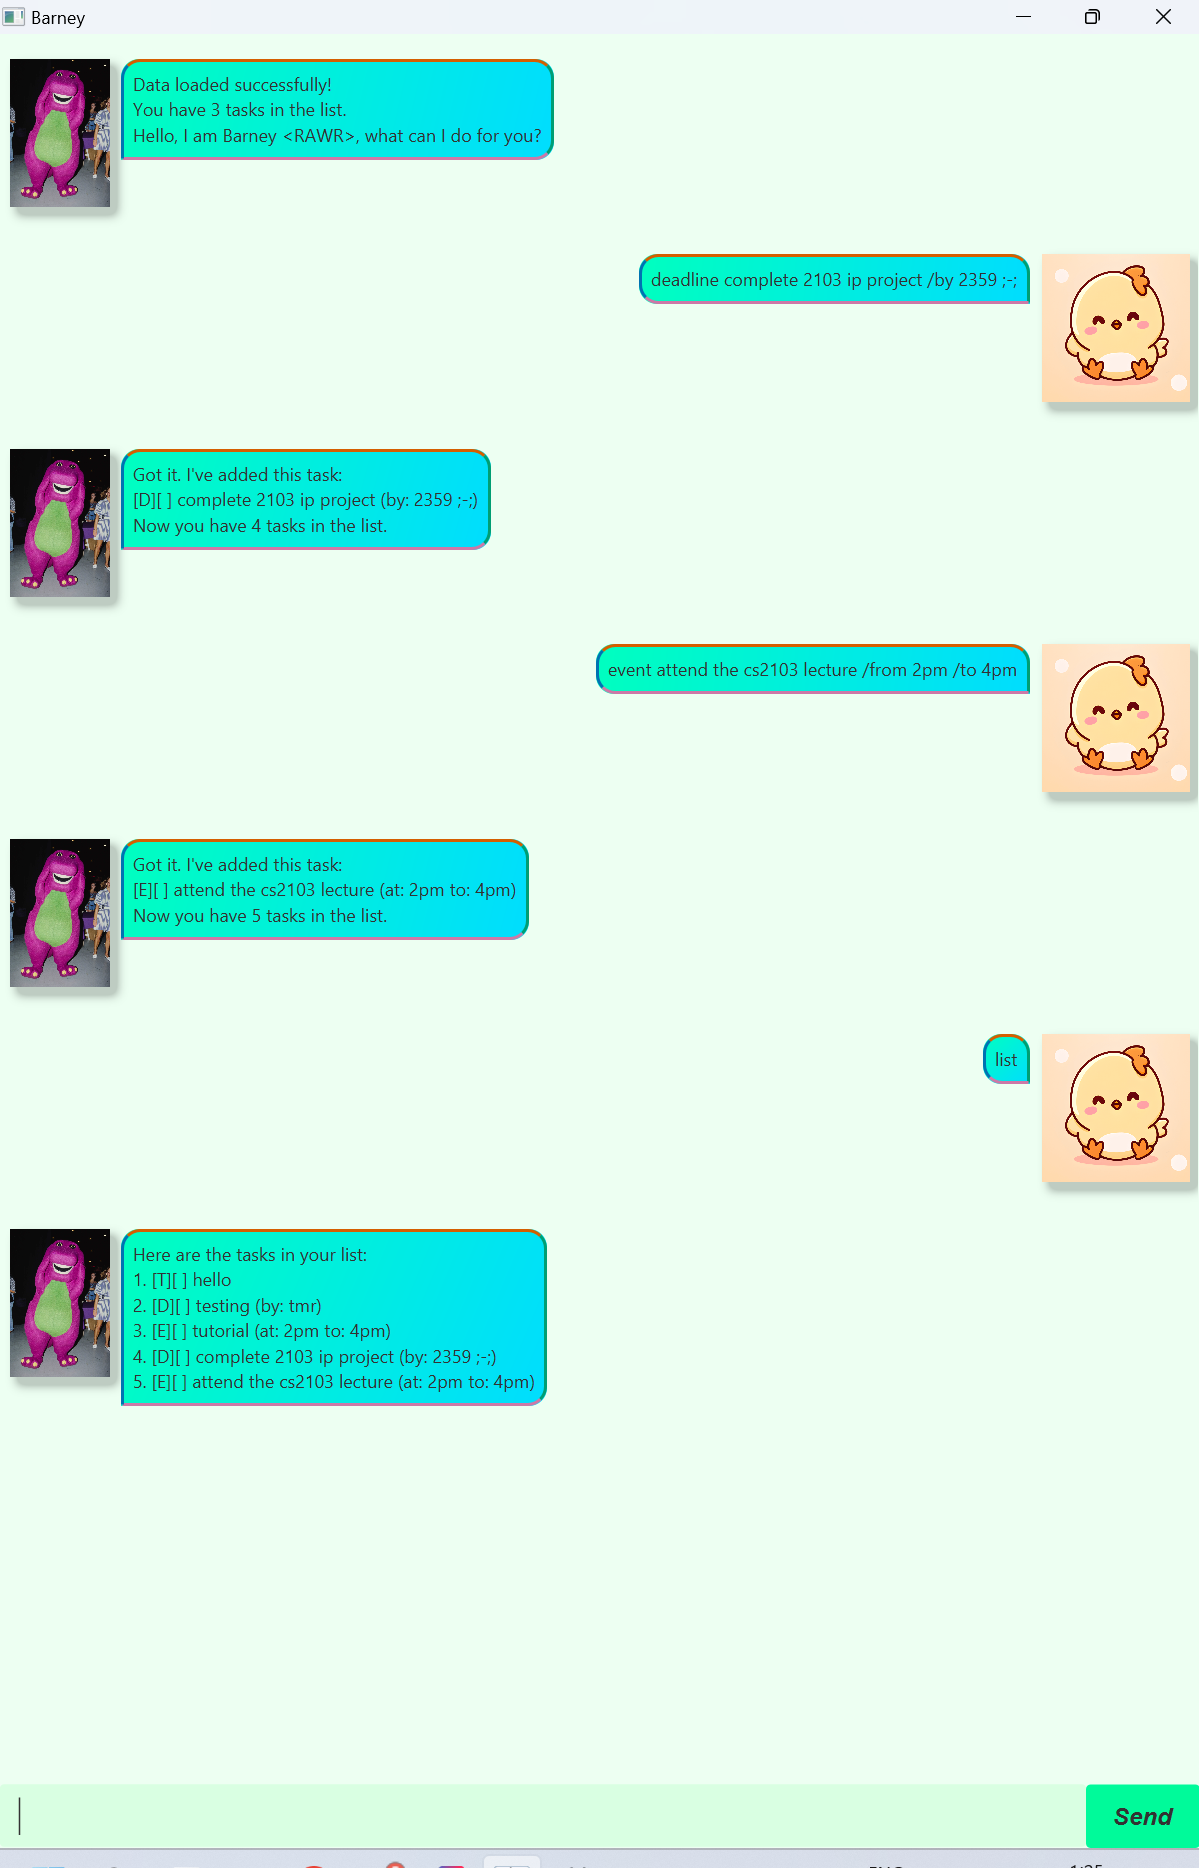 Barney
Data loaded successfully!
You have 3 tasks in the list.
Hello, I am Barney <RAWR>, what can I do for you?
deadline complete 2103 ip project /by 2359 ;-;
Got it. I've added this task:
[D][ ] complete 2103 ip project (by: 2359 ;-;)
Now you have 4 tasks in the list.
event attend the cs2103 lecture /from 2pm /to 4pm
Got it. I've added this task:
[E][ ] attend the cs2103 lecture (at: 2pm to: 4pm)
Now you have 5 tasks in the list.
list
Here are the tasks in your list:
1. [T][ ] hello
2. [D][ ] testing (by: tmr)
3. [E][ ] tutorial (at: 2pm to: 4pm)
4. [D][ ] complete 2103 ip project (by: 2359 ;-;)
5. [E][ ] attend the cs2103 lecture (at: 2pm to: 4pm)
Send